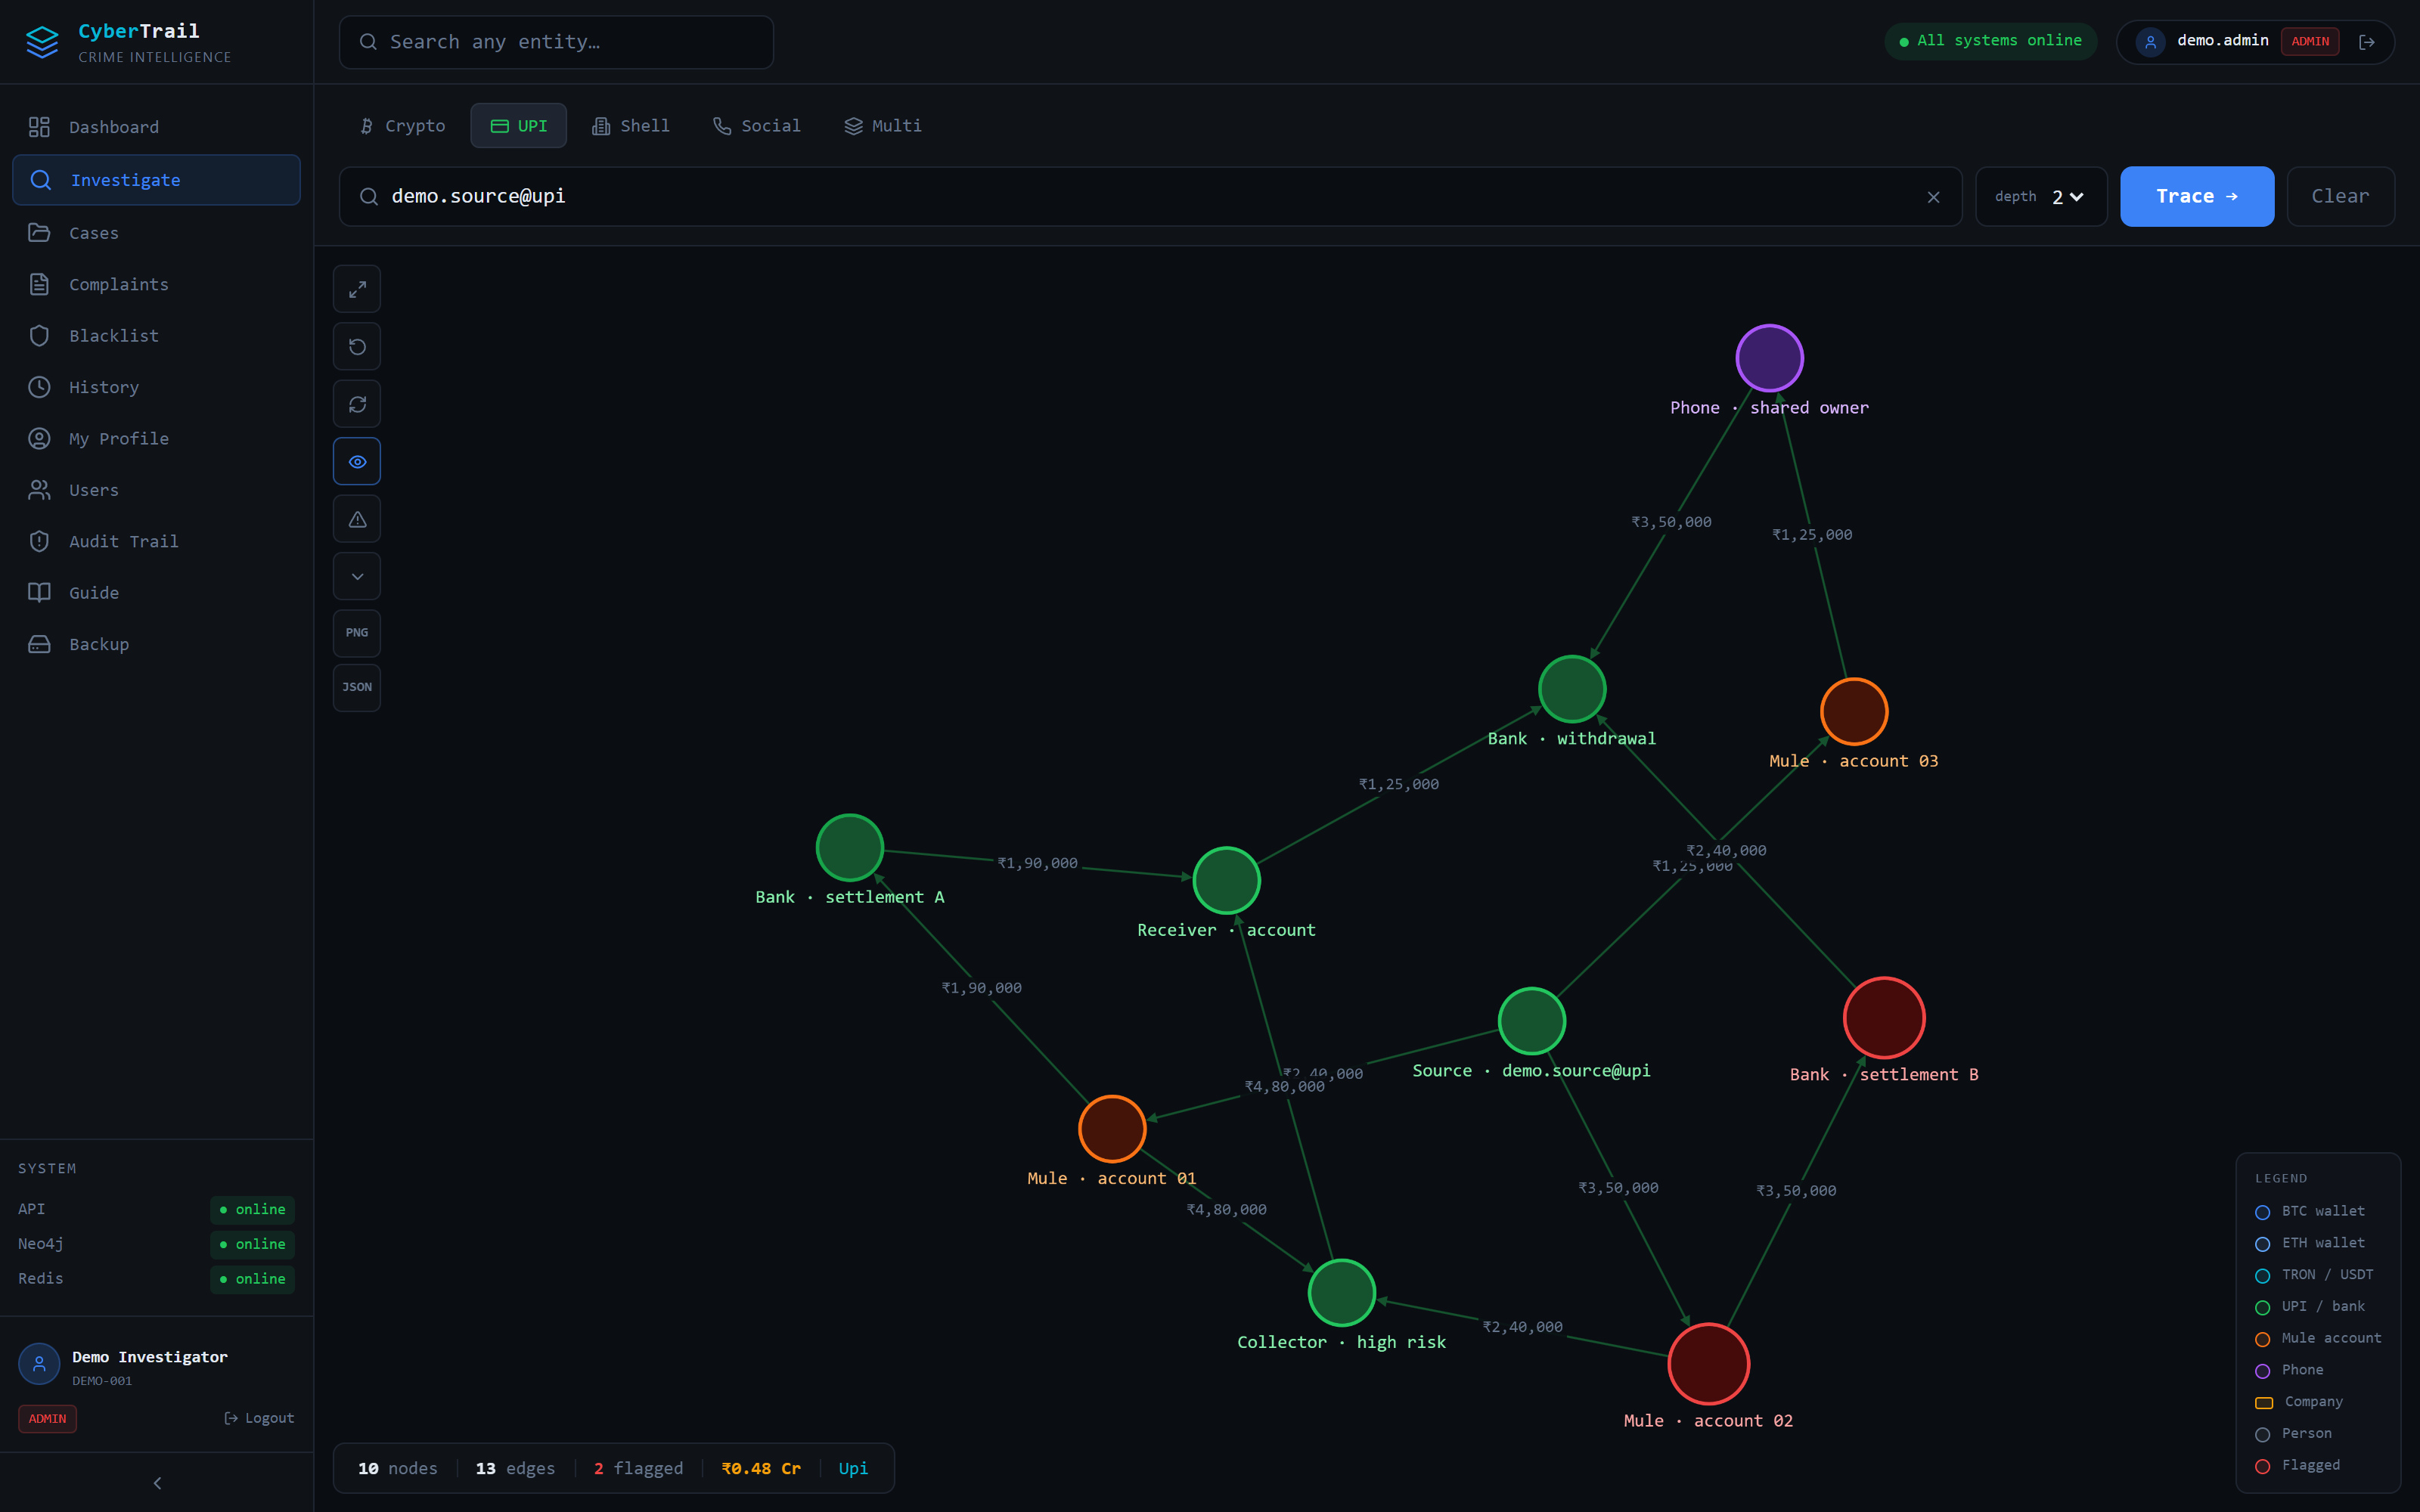 CyberTrail
CRIME INTELLIGENCE
Search any entity…
All systems online
demo.admin
ADMIN
Dashboard
Investigate
Cases
Complaints
Blacklist
History
My Profile
Users
Audit Trail
Guide
Backup
Crypto
UPI
Shell
Social
Multi
demo.source@upi
depth 2
Trace →
Clear
PNG
JSON
Phone · shared owner
₹3,50,000
₹1,25,000
Bank · withdrawal
Mule · account 03
₹1,25,000
₹2,40,000
₹1,25,000
Bank · settlement A
₹1,90,000
Receiver · account
₹1,90,000
Source · demo.source@upi
Bank · settlement B
₹2,40,000
₹4,80,000
Mule · account 01
₹4,80,000
₹3,50,000
₹3,50,000
Collector · high risk
₹2,40,000
Mule · account 02
10 nodes
13 edges
2 flagged
₹0.48 Cr
Upi
LEGEND
BTC wallet
ETH wallet
TRON / USDT
UPI / bank
Mule account
Phone
Company
Person
Flagged
SYSTEM
API online
Neo4j online
Redis online
Demo Investigator
DEMO-001
ADMIN
Logout